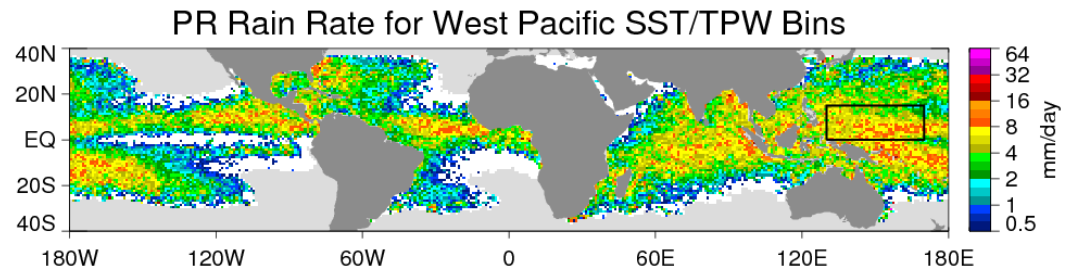 PR Rain Rate for West Pacific SST/TPW Bins
40N
20N
EQ
20S
40S
180W 120W 60W 0 60E 120E 180E
64
32
16
8
4
2
1
0.5
mm/day